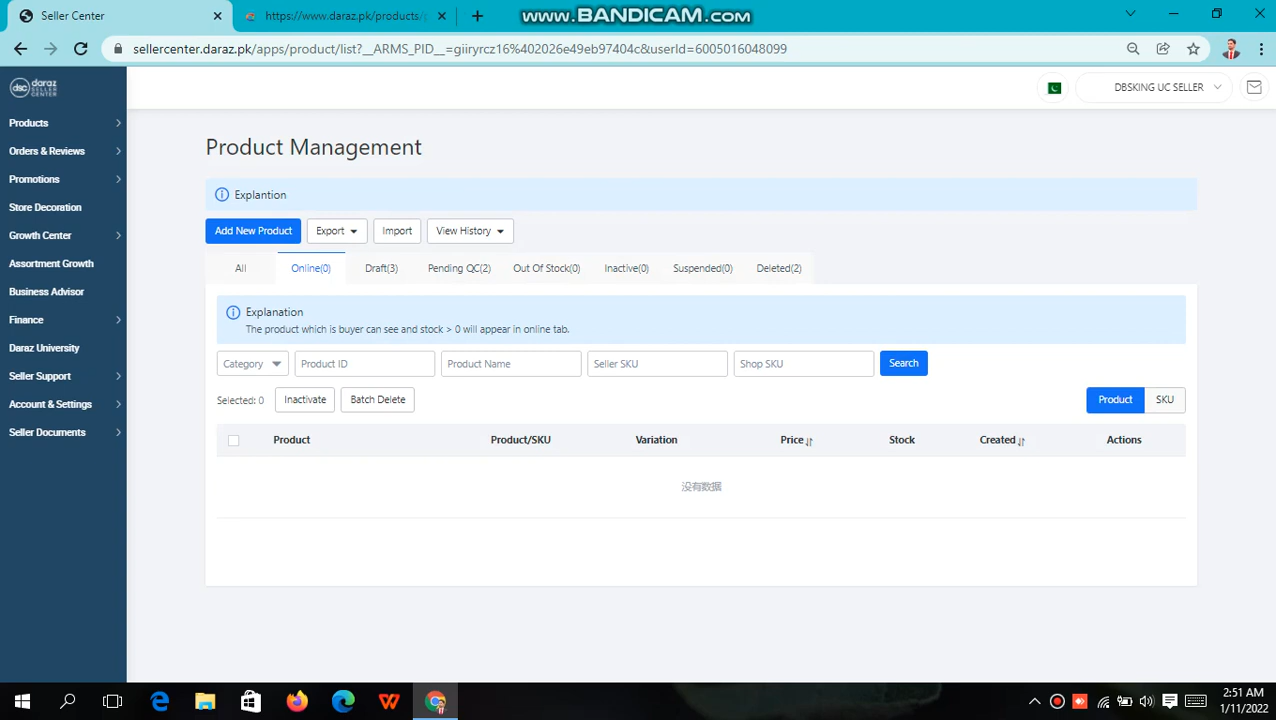 Seller Center
https://www.daraz.pk/products/
www.BANDICAM.com
sellercenter.daraz.pk/apps/product/list?__ARMS_PID__=giiryrcz16%402026e49eb97404c&userId=6005016048099
dsc daraz SELLER CENTER
DBSKING UC SELLER
Products
Orders & Reviews
Promotions
Store Decoration
Growth Center
Assortment Growth
Business Advisor
Finance
Daraz University
Seller Support
Account & Settings
Seller Documents
Product Management
Explantion
Add New Product Export Import View History
All Online(0) Draft(3) Pending QC(2) Out Of Stock(0) Inactive(0) Suspended(0) Deleted(2)
Explanation
The product which is buyer can see and stock > 0 will appear in online tab.
Category Product ID Product Name Seller SKU Shop SKU Search
Selected: 0 Inactivate Batch Delete Product SKU
Product Product/SKU Variation Price Stock Created Actions
没有数据
2:51 AM
1/11/2022